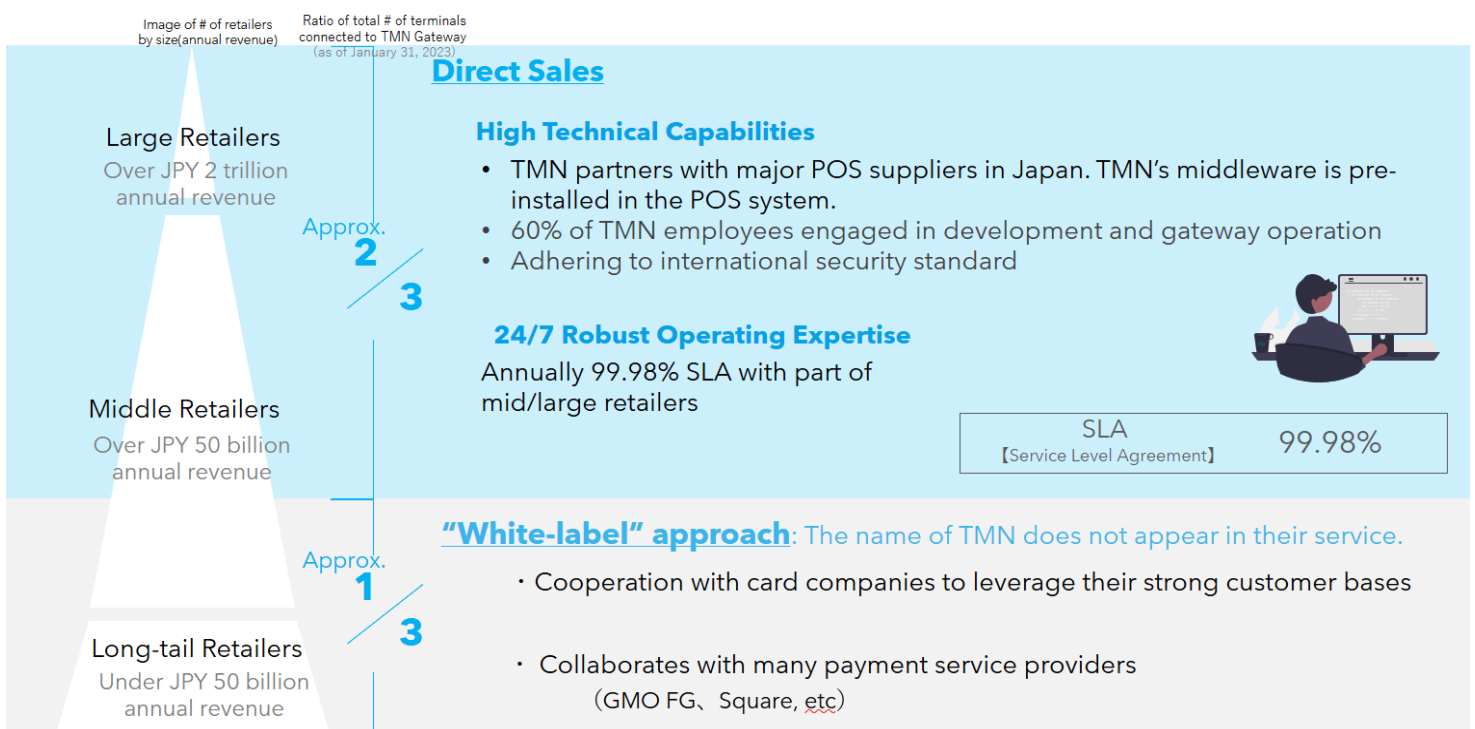 Image of # of retailers
by size(annual revenue)
Ratio of total # of terminals
connected to TMN Gateway
(as of January 31, 2023)
Direct Sales
Large Retailers
Over JPY 2 trillion
annual revenue
High Technical Capabilities
• TMN partners with major POS suppliers in Japan. TMN’s middleware is pre-
installed in the POS system.
• 60% of TMN employees engaged in development and gateway operation
• Adhering to international security standard
Approx.
2
3
24/7 Robust Operating Expertise
Annually 99.98% SLA with part of
mid/large retailers
Middle Retailers
Over JPY 50 billion
annual revenue
SLA
【Service Level Agreement】
99.98%
“White-label” approach: The name of TMN does not appear in their service.
Approx.
1
3
・Cooperation with card companies to leverage their strong customer bases
Long-tail Retailers
Under JPY 50 billion
annual revenue
・ Collaborates with many payment service providers
（GMO FG、Square, etc）